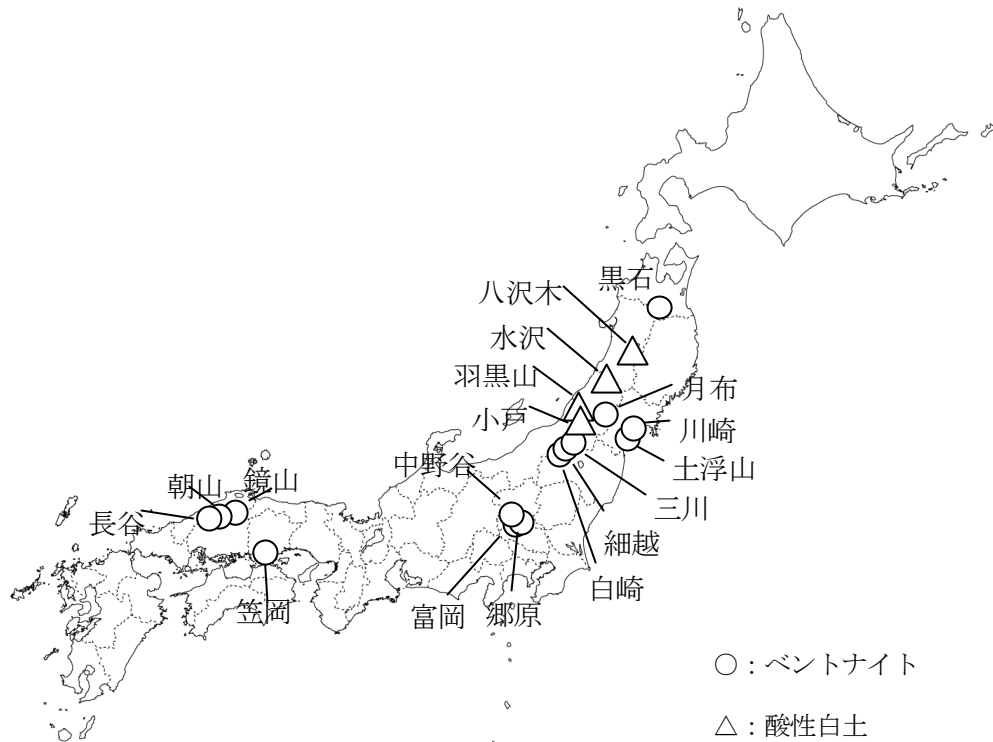 黒石
八沢木
水沢
羽黒山
小戸
月布
川崎
土浮山
三川
細越
白崎
中野谷
富岡
郷原
鏡山
朝山
長谷
笠岡
○：ベントナイト
△：酸性白土